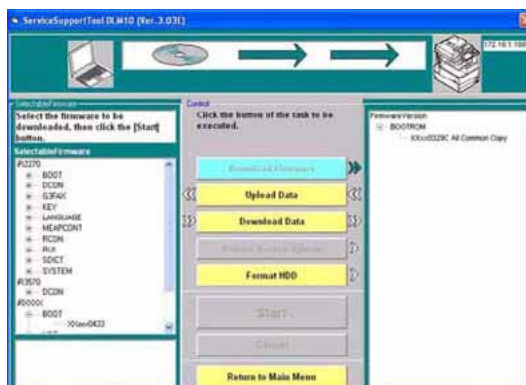 ServiceSupportTool DLM10 (Ver.3.03E)
172.16.1.100
SelectableFirmware
Select the firmware to be
downloaded, then click the [Start]
button.
SelectableFirmware
iR2270
BOOT
DCON
G3FAX
KEY
LANGUAGE
MEAPCONT
RCON
RUI
SDICT
SYSTEM
iR3570
DCON
iRXXXX
BOOT
Control
Click the button of the task to be
executed.
Download Firmware
Upload Data
Download Data
Format HDD
Start
Cancel
Return to Main Menu
FirmwareVersion
BOOTROM
All Common Copy